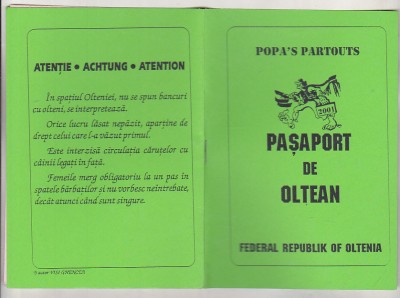 ATENȚIE • ACHTUNG • ATENTION
În spațiul Olteniei, nu se spun bancuri
cu olteni, se interpretează.
Orice lucru lăsat nepăzit, aparține de
drept celui care l-a văzut primul.
Este interzisă circulația căruțelor cu
câinii legați în față.
Femeile merg obligatoriu la un pas în
spatele bărbaților și nu vorbesc neîntrebate,
decât atunci când sunt singure.
POPA'S PARTOUTS
2001
PAȘAPORT
DE
OLTEAN
FEDERAL REPUBLIK OF OLTENIA